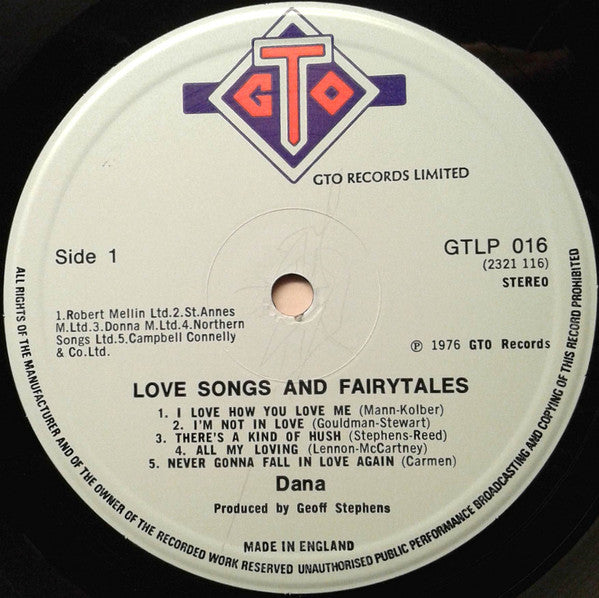 GTO
GTO RECORDS LIMITED
Side 1
GTLP 016
(2321 116)
STEREO
1.Robert Mellin Ltd.2.St.Annes
M.Ltd.3.Donna M.Ltd.4.Northern
Songs Ltd.5.Campbell Connelly
& Co.Ltd.
℗ 1976 GTO Records
LOVE SONGS AND FAIRYTALES
1. I LOVE HOW YOU LOVE ME (Mann-Kolber)
2. I'M NOT IN LOVE (Gouldman-Stewart)
3. THERE'S A KIND OF HUSH (Stephens-Reed)
4. ALL MY LOVING (Lennon-McCartney)
5. NEVER GONNA FALL IN LOVE AGAIN (Carmen)
Dana
Produced by Geoff Stephens
MADE IN ENGLAND
ALL RIGHTS OF THE MANUFACTURER AND OF THE OWNER OF THE RECORDED WORK RESERVED UNAUTHORISED PUBLIC PERFORMANCE BROADCASTING AND COPYING OF THIS RECORD PROHIBITED